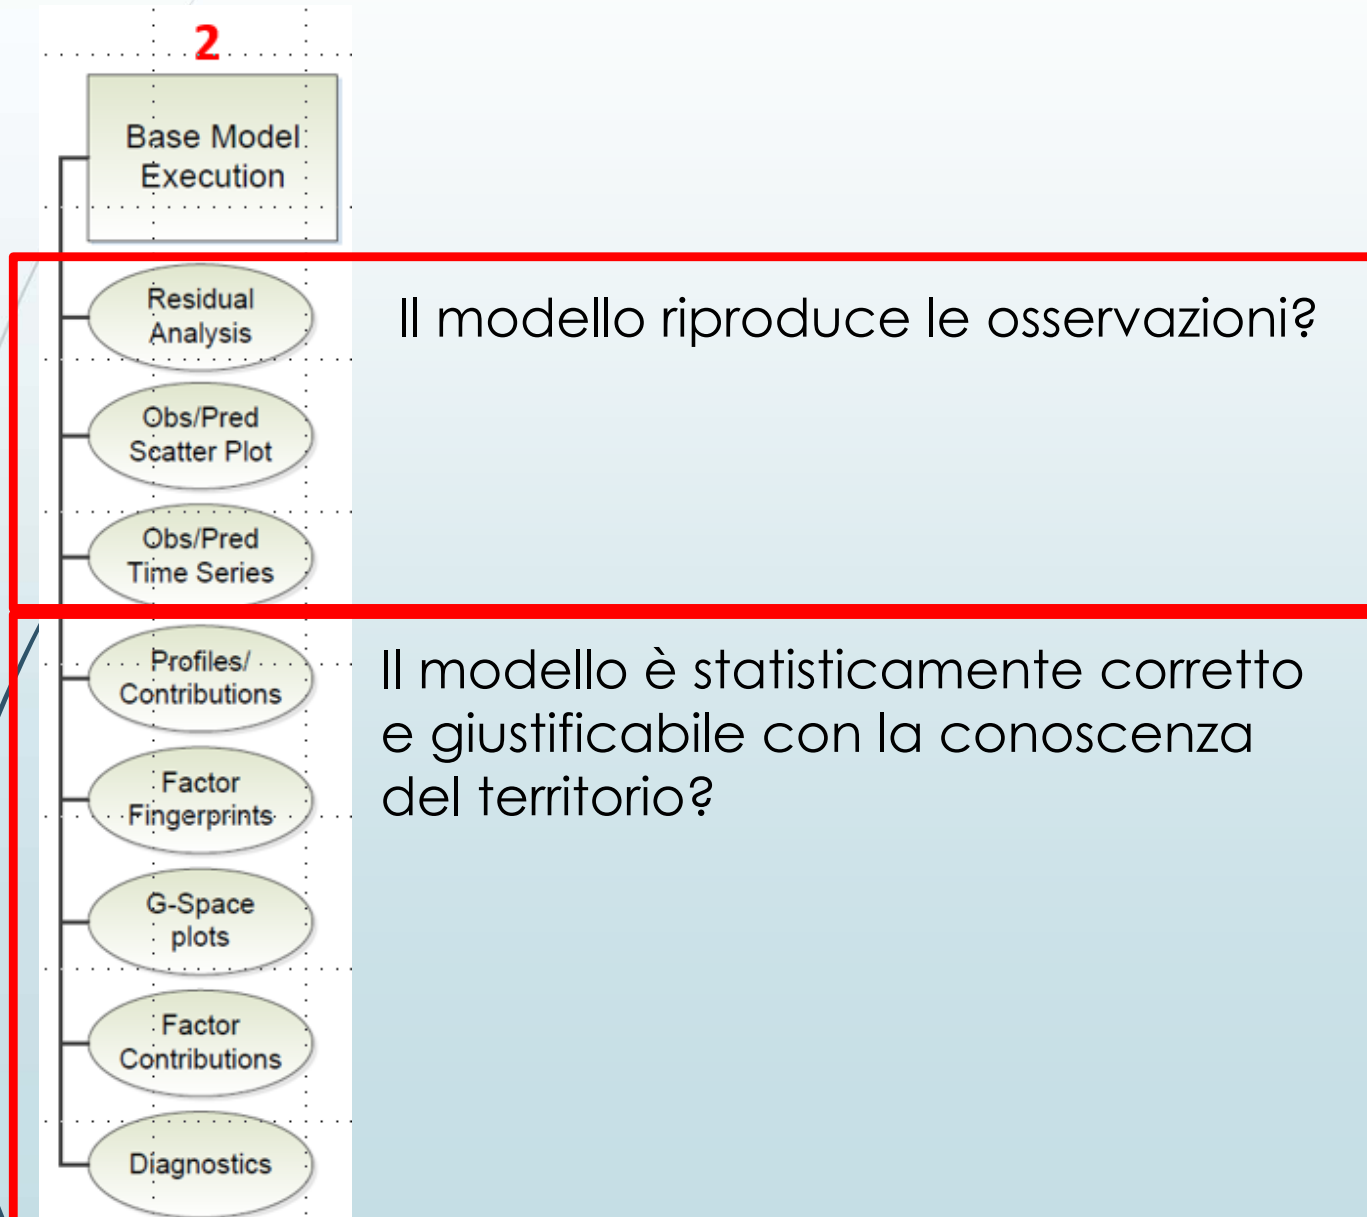 2
Base Model
Execution
Residual
Analysis
Il modello riproduce le osservazioni?
Obs/Pred
Scatter Plot
Obs/Pred
Time Series
Profiles/
Contributions
Il modello è statisticamente corretto
e giustificabile con la conoscenza
del territorio?
Factor
Fingerprints
G-Space
plots
Factor
Contributions
Diagnostics